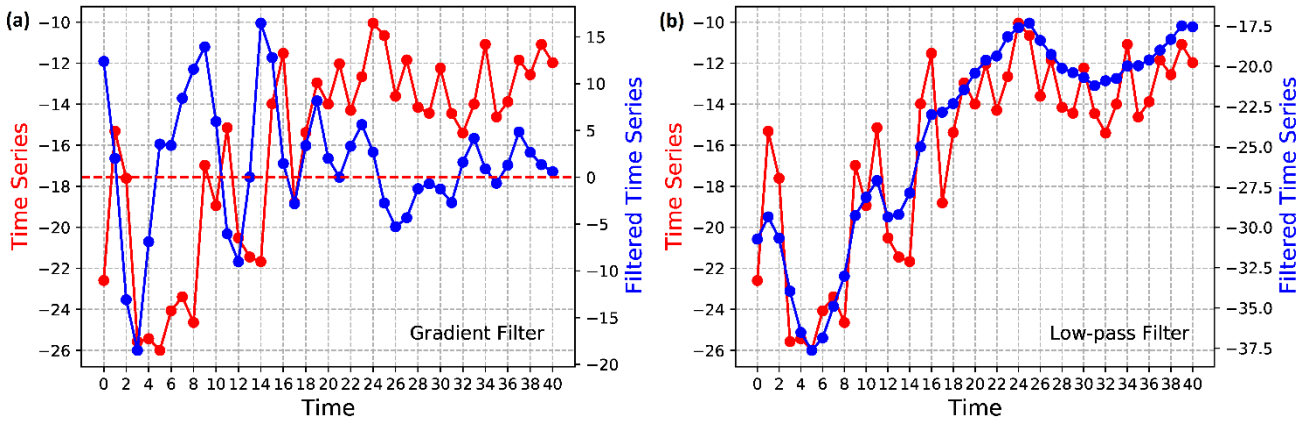 (a)
Time Series
−10
−12
−14
−16
−18
−20
−22
−24
−26
15
10
5
0
−5
−10
−15
−20
Filtered Time Series
Gradient Filter
0 2 4 6 8 10 12 14 16 18 20 22 24 26 28 30 32 34 36 38 40
Time
(b)
Time Series
−10
−12
−14
−16
−18
−20
−22
−24
−26
−17.5
−20.0
−22.5
−25.0
−27.5
−30.0
−32.5
−35.0
−37.5
Filtered Time Series
Low-pass Filter
0 2 4 6 8 10 12 14 16 18 20 22 24 26 28 30 32 34 36 38 40
Time